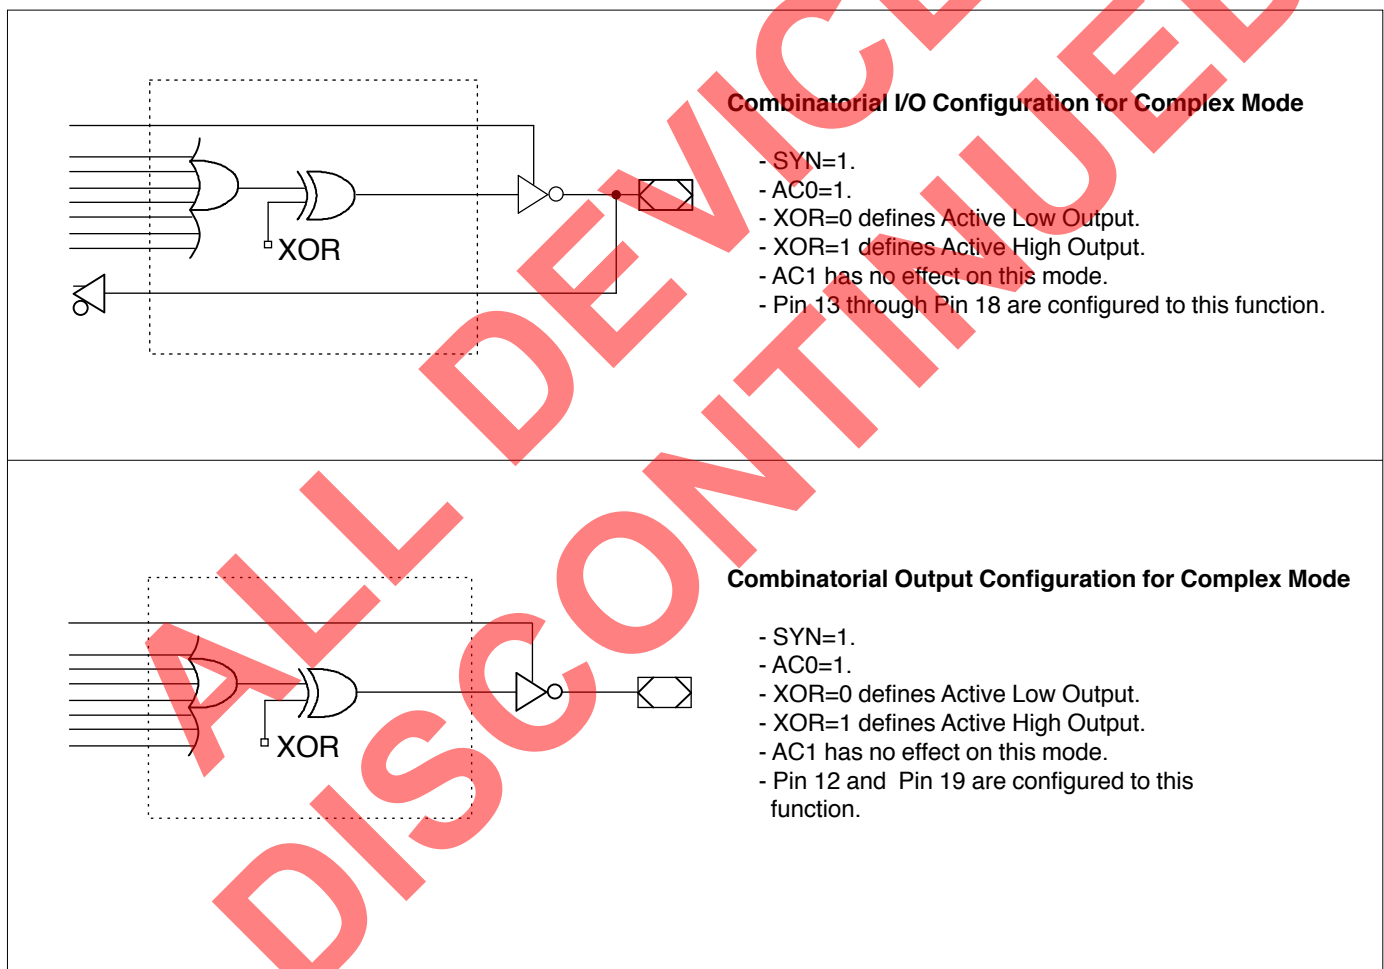 ALL DEVICES
DISCONTINUED
Combinatorial I/O Configuration for Complex Mode
- SYN=1.
- AC0=1.
- XOR=0 defines Active Low Output.
- XOR=1 defines Active High Output.
- AC1 has no effect on this mode.
- Pin 13 through Pin 18 are configured to this function.
XOR
Combinatorial Output Configuration for Complex Mode
- SYN=1.
- AC0=1.
- XOR=0 defines Active Low Output.
- XOR=1 defines Active High Output.
- AC1 has no effect on this mode.
- Pin 12 and Pin 19 are configured to this
function.
XOR